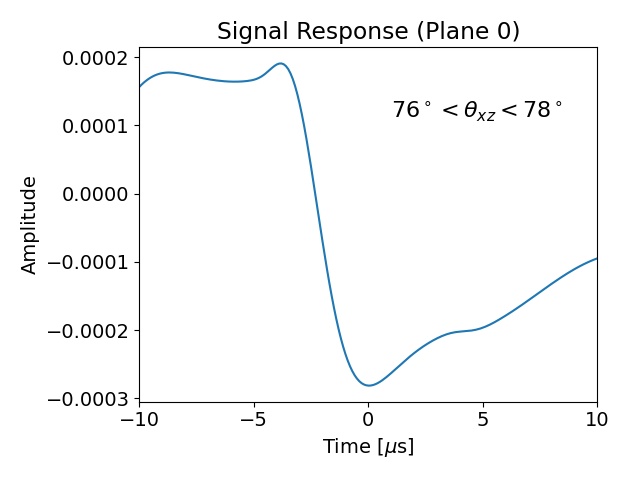 Signal Response (Plane 0)
0.0002
0.0001
0.0000
−0.0001
−0.0002
−0.0003
Amplitude
76° < θxz < 78°
−10
−5
0
5
10
Time [μs]